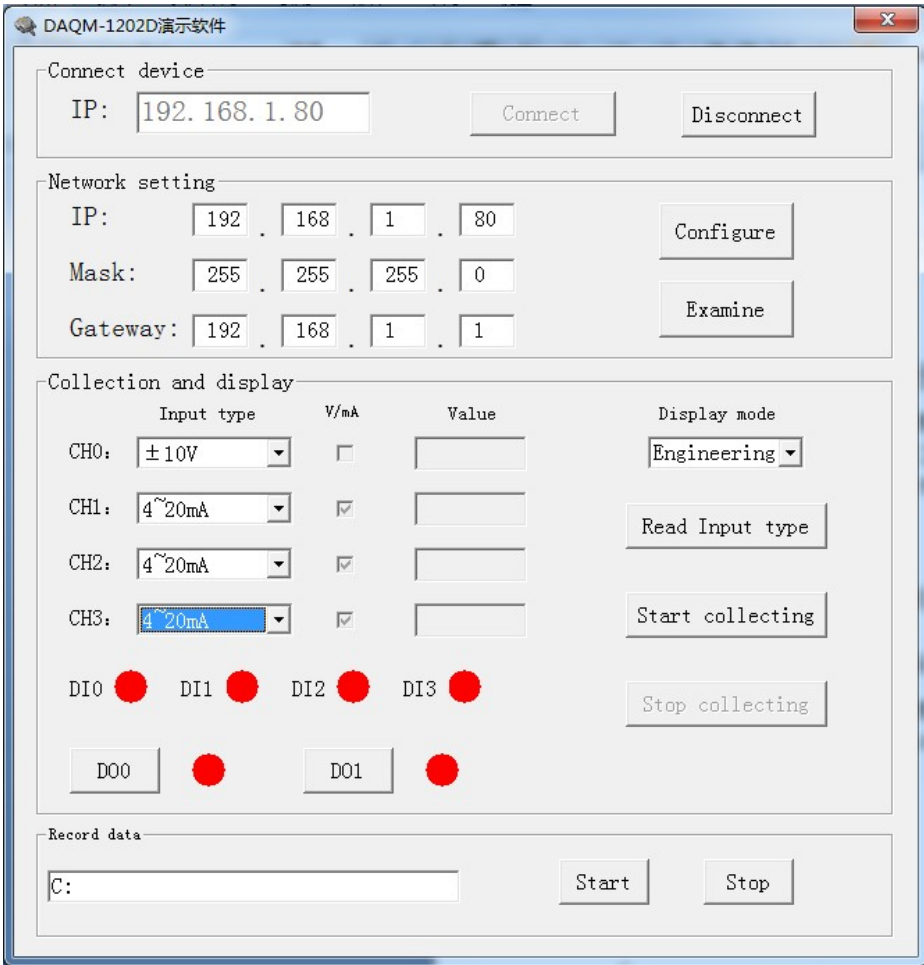 DAQM-1202D演示软件
Connect device
IP: 192.168.1.80 Connect Disconnect
Network setting
IP: 192 . 168 . 1 . 80 Configure
Mask: 255 . 255 . 255 . 0
Examine
Gateway: 192 . 168 . 1 . 1
Collection and display
Input type V/mA Value Display mode
CH0: ±10V Engineering
CH1: 4~20mA Read Input type
CH2: 4~20mA
CH3: 4~20mA Start collecting
DI0 DI1 DI2 DI3 Stop collecting
DO0 DO1
Record data
C: Start Stop